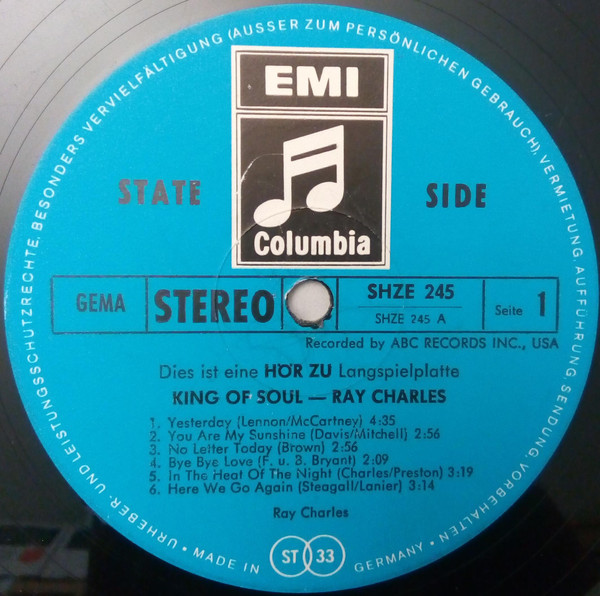 URHEBER- UND LEISTUNGSSCHUTZRECHTE, BESONDERS VERVIELFÄLTIGUNG (AUSSER ZUM PERSÖNLICHEN GEBRAUCH), VERMIETUNG, AUFFÜHRUNG, SENDUNG, VORBEHALTEN •
EMI
STATE SIDE
Columbia
GEMA STEREO SHZE 245 Seite 1
SHZE 245 A
Recorded by ABC RECORDS INC., USA
Dies ist eine HÖR ZU Langspielplatte
KING OF SOUL — RAY CHARLES
1. Yesterday (Lennon/McCartney) 4:35
2. You Are My Sunshine (Davis/Mitchell) 2:56
3. No Letter Today (Brown) 2:56
4. Bye Bye Love (F. u. B. Bryant) 2:09
5. In The Heat Of The Night (Charles/Preston) 3:19
6. Here We Go Again (Steagall/Lanier) 3:14
Ray Charles
• MADE IN GERMANY •
ST 33